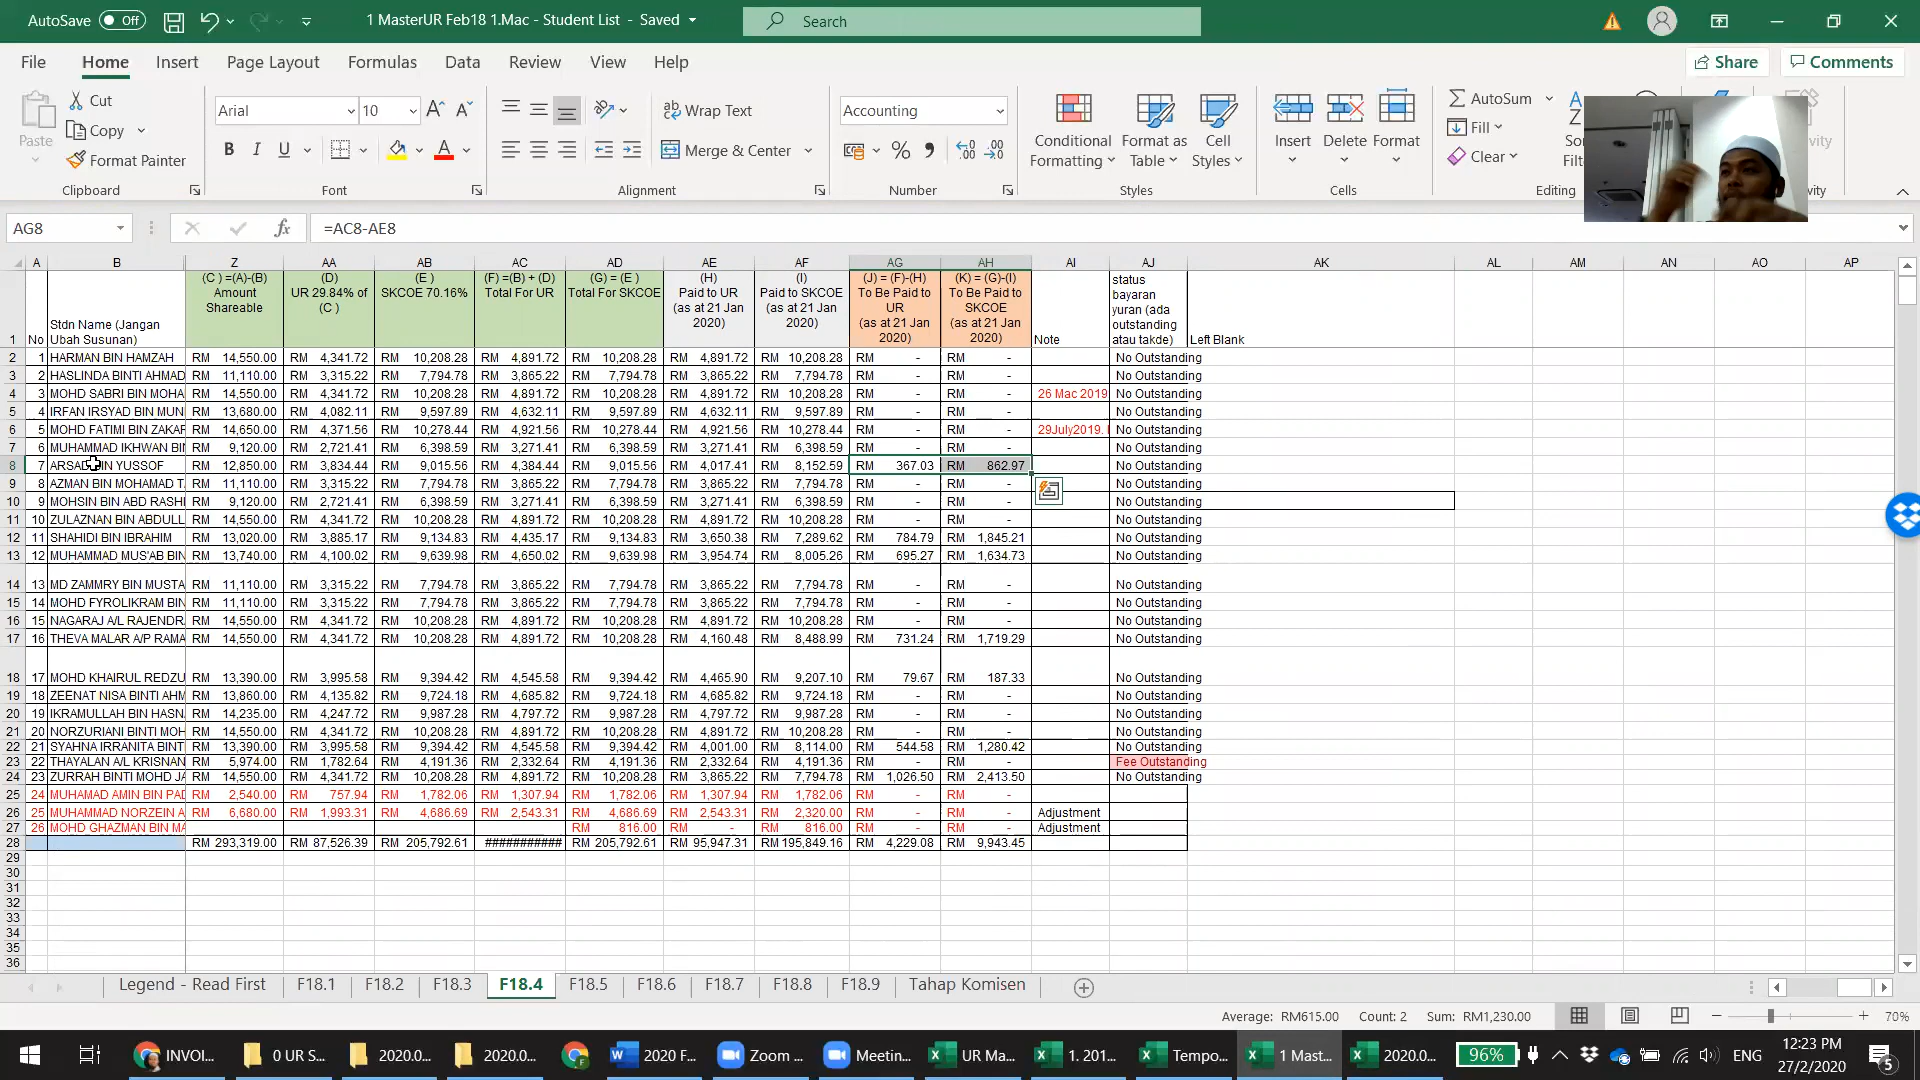 AutoSave Off 1 MasterUR Feb18 1.Mac - Student List - Saved Search
File Home Insert Page Layout Formulas Data Review View Help Share Comments
Paste Cut Copy Format Painter Clipboard
Arial 10 B I U Font
Wrap Text Merge & Center Alignment
Accounting % Number
Conditional Formatting Format as Table Cell Styles Styles
Insert Delete Format Cells
AutoSum Fill Clear Editing
AG8 fx =AC8-AE8
A B Z AA AB AC AD AE AF AG AH AI AJ AK AL AM AN AO AP
1 No Stdn Name (Jangan Ubah Susunan) (C ) =(A)-(B) Amount Shareable (D) UR 29.84% of (C ) (E ) SKCOE 70.16% (F) =(B) + (D) Total For UR (G) = (E ) Total For SKCOE (H) Paid to UR (as at 21 Jan 2020) (I) Paid to SKCOE (as at 21 Jan 2020) (J) = (F)-(H) To Be Paid to UR (as at 21 Jan 2020) (K) = (G)-(I) To Be Paid to SKCOE (as at 21 Jan 2020) Note status bayaran yuran (ada outstanding atau takde) Left Blank
2 1 HARMAN BIN HAMZAH RM 14,550.00 RM 4,341.72 RM 10,208.28 RM 4,891.72 RM 10,208.28 RM 4,891.72 RM 10,208.28 RM - RM - No Outstanding
3 2 HASLINDA BINTI AHMAD RM 11,110.00 RM 3,315.22 RM 7,794.78 RM 3,865.22 RM 7,794.78 RM 3,865.22 RM 7,794.78 RM - RM - No Outstanding
4 3 MOHD SABRI BIN MOHA RM 14,550.00 RM 4,341.72 RM 10,208.28 RM 4,891.72 RM 10,208.28 RM 4,891.72 RM 10,208.28 RM - RM - 26 Mac 2019 No Outstanding
5 4 IRFAN IRSYAD BIN MUN RM 13,680.00 RM 4,082.11 RM 9,597.89 RM 4,632.11 RM 9,597.89 RM 4,632.11 RM 9,597.89 RM - RM - No Outstanding
6 5 MOHD FATIMI BIN ZAKAF RM 14,650.00 RM 4,371.56 RM 10,278.44 RM 4,921.56 RM 10,278.44 RM 4,921.56 RM 10,278.44 RM - RM - 29July2019. No Outstanding
7 6 MUHAMMAD IKHWAN BIN RM 9,120.00 RM 2,721.41 RM 6,398.59 RM 3,271.41 RM 6,398.59 RM 3,271.41 RM 6,398.59 RM - RM - No Outstanding
8 7 ARSAD BIN YUSSOF RM 12,850.00 RM 3,834.44 RM 9,015.56 RM 4,384.44 RM 9,015.56 RM 4,017.41 RM 8,152.59 RM 367.03 RM 862.97 No Outstanding
9 8 AZMAN BIN MOHAMAD T. RM 11,110.00 RM 3,315.22 RM 7,794.78 RM 3,865.22 RM 7,794.78 RM 3,865.22 RM 7,794.78 RM - RM - No Outstanding
10 9 MOHSIN BIN ABD RASHI RM 9,120.00 RM 2,721.41 RM 6,398.59 RM 3,271.41 RM 6,398.59 RM 3,271.41 RM 6,398.59 RM - RM - No Outstanding
11 10 ZULAZNAN BIN ABDULL RM 14,550.00 RM 4,341.72 RM 10,208.28 RM 4,891.72 RM 10,208.28 RM 4,891.72 RM 10,208.28 RM - RM - No Outstanding
12 11 SHAHIDI BIN IBRAHIM RM 13,020.00 RM 3,885.17 RM 9,134.83 RM 4,435.17 RM 9,134.83 RM 3,650.38 RM 7,289.62 RM 784.79 RM 1,845.21 No Outstanding
13 12 MUHAMMAD MUS'AB BIN RM 13,740.00 RM 4,100.02 RM 9,639.98 RM 4,650.02 RM 9,639.98 RM 3,954.74 RM 8,005.26 RM 695.27 RM 1,634.73 No Outstanding
14 13 MD ZAMMRY BIN MUSTA RM 11,110.00 RM 3,315.22 RM 7,794.78 RM 3,865.22 RM 7,794.78 RM 3,865.22 RM 7,794.78 RM - RM - No Outstanding
15 14 MOHD FYROLIKRAM BIN RM 11,110.00 RM 3,315.22 RM 7,794.78 RM 3,865.22 RM 7,794.78 RM 3,865.22 RM 7,794.78 RM - RM - No Outstanding
16 15 NAGARAJ A/L RAJENDR. RM 14,550.00 RM 4,341.72 RM 10,208.28 RM 4,891.72 RM 10,208.28 RM 4,891.72 RM 10,208.28 RM - RM - No Outstanding
17 16 THEVA MALAR A/P RAMA RM 14,550.00 RM 4,341.72 RM 10,208.28 RM 4,891.72 RM 10,208.28 RM 4,160.48 RM 8,488.99 RM 731.24 RM 1,719.29 No Outstanding
18 17 MOHD KHAIRUL REDZU RM 13,390.00 RM 3,995.58 RM 9,394.42 RM 4,545.58 RM 9,394.42 RM 4,465.90 RM 9,207.10 RM 79.67 RM 187.33 No Outstanding
19 18 ZEENAT NISA BINTI AHM RM 13,860.00 RM 4,135.82 RM 9,724.18 RM 4,685.82 RM 9,724.18 RM 4,685.82 RM 9,724.18 RM - RM - No Outstanding
20 19 IKRAMULLAH BIN HASN. RM 14,235.00 RM 4,247.72 RM 9,987.28 RM 4,797.72 RM 9,987.28 RM 4,797.72 RM 9,987.28 RM - RM - No Outstanding
21 20 NORZURIANI BINTI MOH RM 14,550.00 RM 4,341.72 RM 10,208.28 RM 4,891.72 RM 10,208.28 RM 4,891.72 RM 10,208.28 RM - RM - No Outstanding
22 21 SYAHNA IRRANITA BINT RM 13,390.00 RM 3,995.58 RM 9,394.42 RM 4,545.58 RM 9,394.42 RM 4,001.00 RM 8,114.00 RM 544.58 RM 1,280.42 No Outstanding
23 22 THAYALAN A/L KRISNAN RM 5,974.00 RM 1,782.64 RM 4,191.36 RM 2,332.64 RM 4,191.36 RM 2,332.64 RM 4,191.36 RM - RM - Fee Outstanding
24 23 ZURRAH BINTI MOHD JA RM 14,550.00 RM 4,341.72 RM 10,208.28 RM 4,891.72 RM 10,208.28 RM 3,865.22 RM 7,794.78 RM 1,026.50 RM 2,413.50 No Outstanding
25 24 MUHAMAD AMIN BIN PAD RM 2,540.00 RM 757.94 RM 1,782.06 RM 1,307.94 RM 1,782.06 RM 1,307.94 RM 1,782.06 RM - RM -
26 25 MUHAMMAD NORZEIN A RM 6,680.00 RM 1,993.31 RM 4,686.69 RM 2,543.31 RM 4,686.69 RM 2,543.31 RM 2,320.00 RM - RM - Adjustment
27 26 MOHD GHAZMAN BIN MA RM 816.00 RM - RM 816.00 RM - RM - Adjustment
28 RM 293,319.00 RM 87,526.39 RM 205,792.61 ########### RM 205,792.61 RM 95,947.31 RM 195,849.16 RM 4,229.08 RM 9,943.45
29
30
31
32
33
34
35
36
Legend - Read First F18.1 F18.2 F18.3 F18.4 F18.5 F18.6 F18.7 F18.8 F18.9 Tahap Komisen
Average: RM615.00 Count: 2 Sum: RM1,230.00 70%
INVOI... 0 UR S... 2020.0... 2020.0... 2020 F... Zoom ... Meetin... UR Ma... 1. 201... Tempo... 1 Mast... 2020.0... 96% ENG 12:23 PM
27/2/2020 5